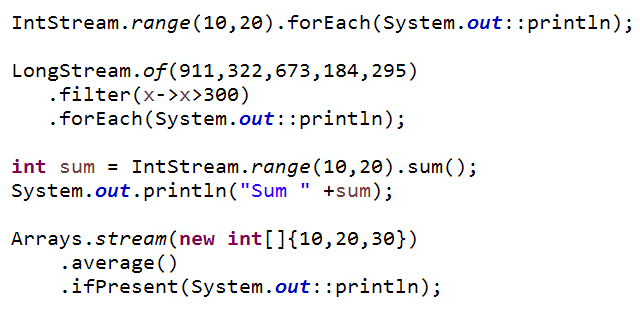 IntStream.range(10,20).forEach(System.out::println);
LongStream.of(911,322,673,184,295)
.filter(x->x>300)
.forEach(System.out::println);
int sum = IntStream.range(10,20).sum();
System.out.println("Sum " +sum);
Arrays.stream(new int[]{10,20,30})
.average()
.ifPresent(System.out::println);